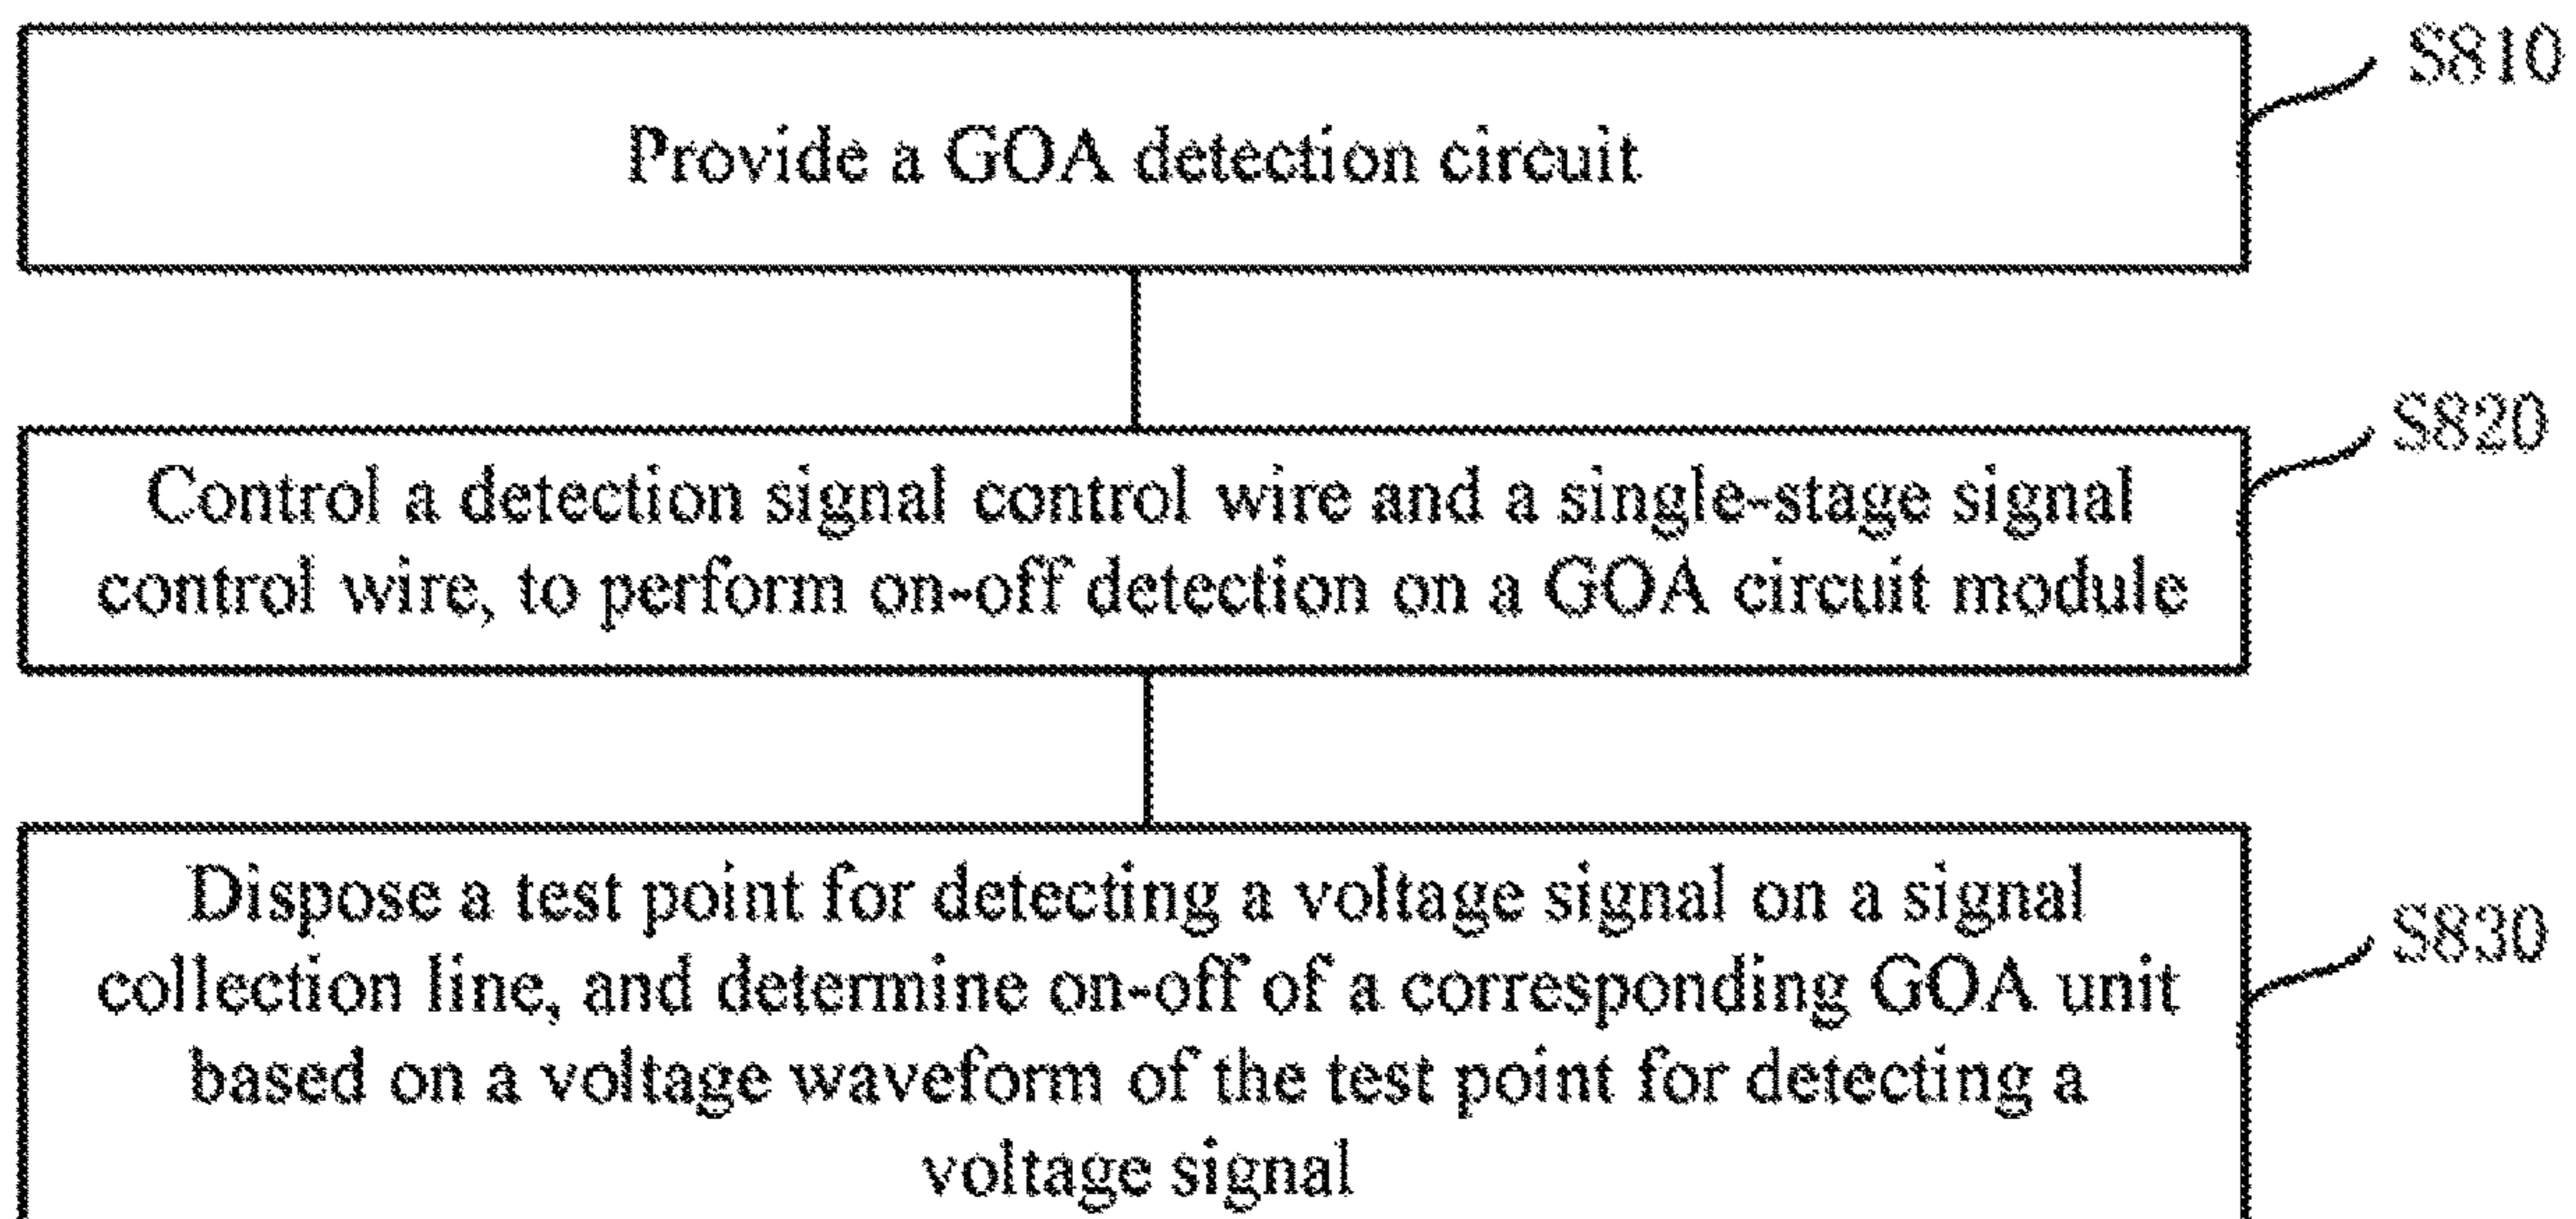 S810
Provide a GOA detection circuit
S820
Control a detection signal control wire and a single-stage signal
control wire, to perform on-off detection on a GOA circuit module
S830
Dispose a test point for detecting a voltage signal on a signal
collection line, and determine on-off of a corresponding GOA unit
based on a voltage waveform of the test point for detecting a
voltage signal